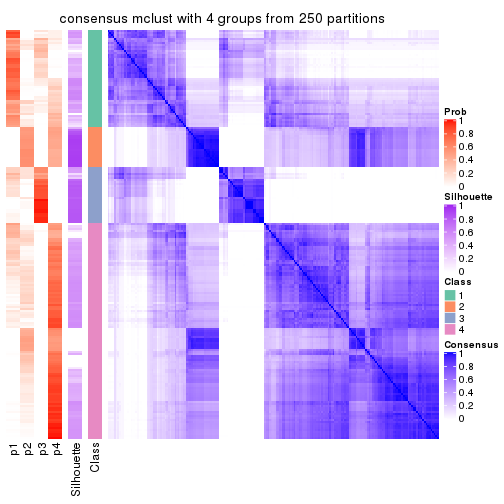 consensus mclust with 4 groups from 250 partitions
Prob
1
0.8
0.6
0.4
0.2
0
Silhouette
1
0.8
0.6
0.4
0.2
0
Class
1
2
3
4
Consensus
1
0.8
0.6
0.4
0.2
0
p1
p2
p3
p4
Silhouette
Class